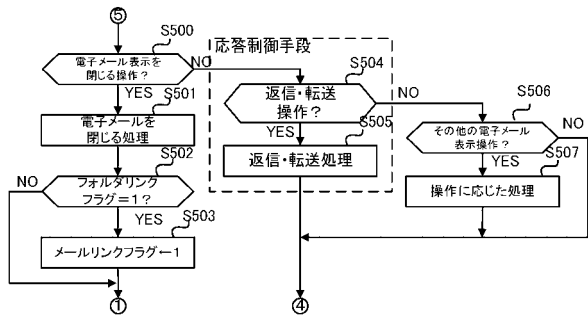 ⑤
S500
電子メール表示を
閉じる操作？
NO
YES
S501
電子メールを
閉じる処理
S502
フォルダリンク
フラグ＝1？
NO
YES
S503
メールリンクフラグ←1
①
応答制御手段
S504
返信・転送
操作？
NO
YES
S505
返信・転送処理
④
S506
その他の電子メール
表示操作？
NO
YES
S507
操作に応じた処理